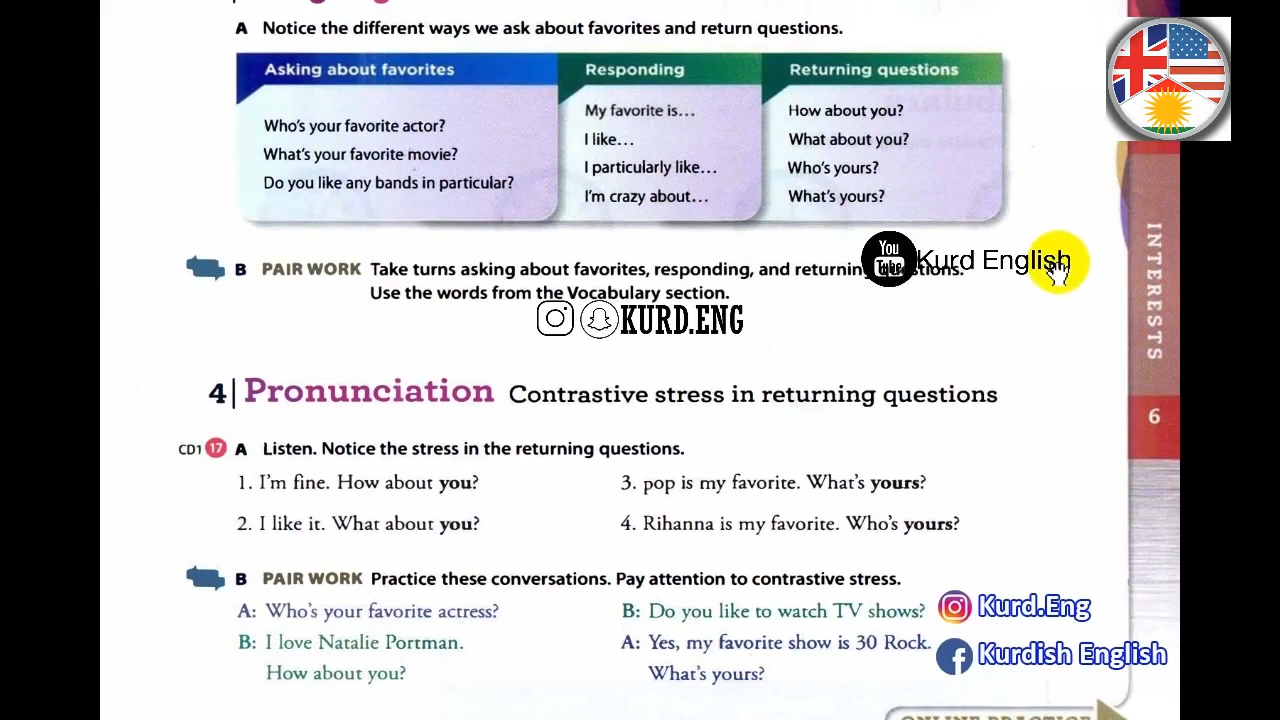 A Notice the different ways we ask about favorites and return questions.
Asking about favorites
Who's your favorite actor?
What's your favorite movie?
Do you like any bands in particular?
Responding
My favorite is…
I like…
I particularly like…
I'm crazy about…
Returning questions
How about you?
What about you?
Who's yours?
What's yours?
B PAIR WORK Take turns asking about favorites, responding, and returning questions.
Use the words from the Vocabulary section.
You Tube Kurd English
KURD.ENG
INTERESTS
6
4 Pronunciation Contrastive stress in returning questions
CD1 17 A Listen. Notice the stress in the returning questions.
1. I'm fine. How about you?
2. I like it. What about you?
3. pop is my favorite. What's yours?
4. Rihanna is my favorite. Who's yours?
B PAIR WORK Practice these conversations. Pay attention to contrastive stress.
A: Who's your favorite actress?
B: I love Natalie Portman.
How about you?
B: Do you like to watch TV shows?
A: Yes, my favorite show is 30 Rock.
What's yours?
Kurd.Eng
Kurdish English
ONLINE PRACTICE